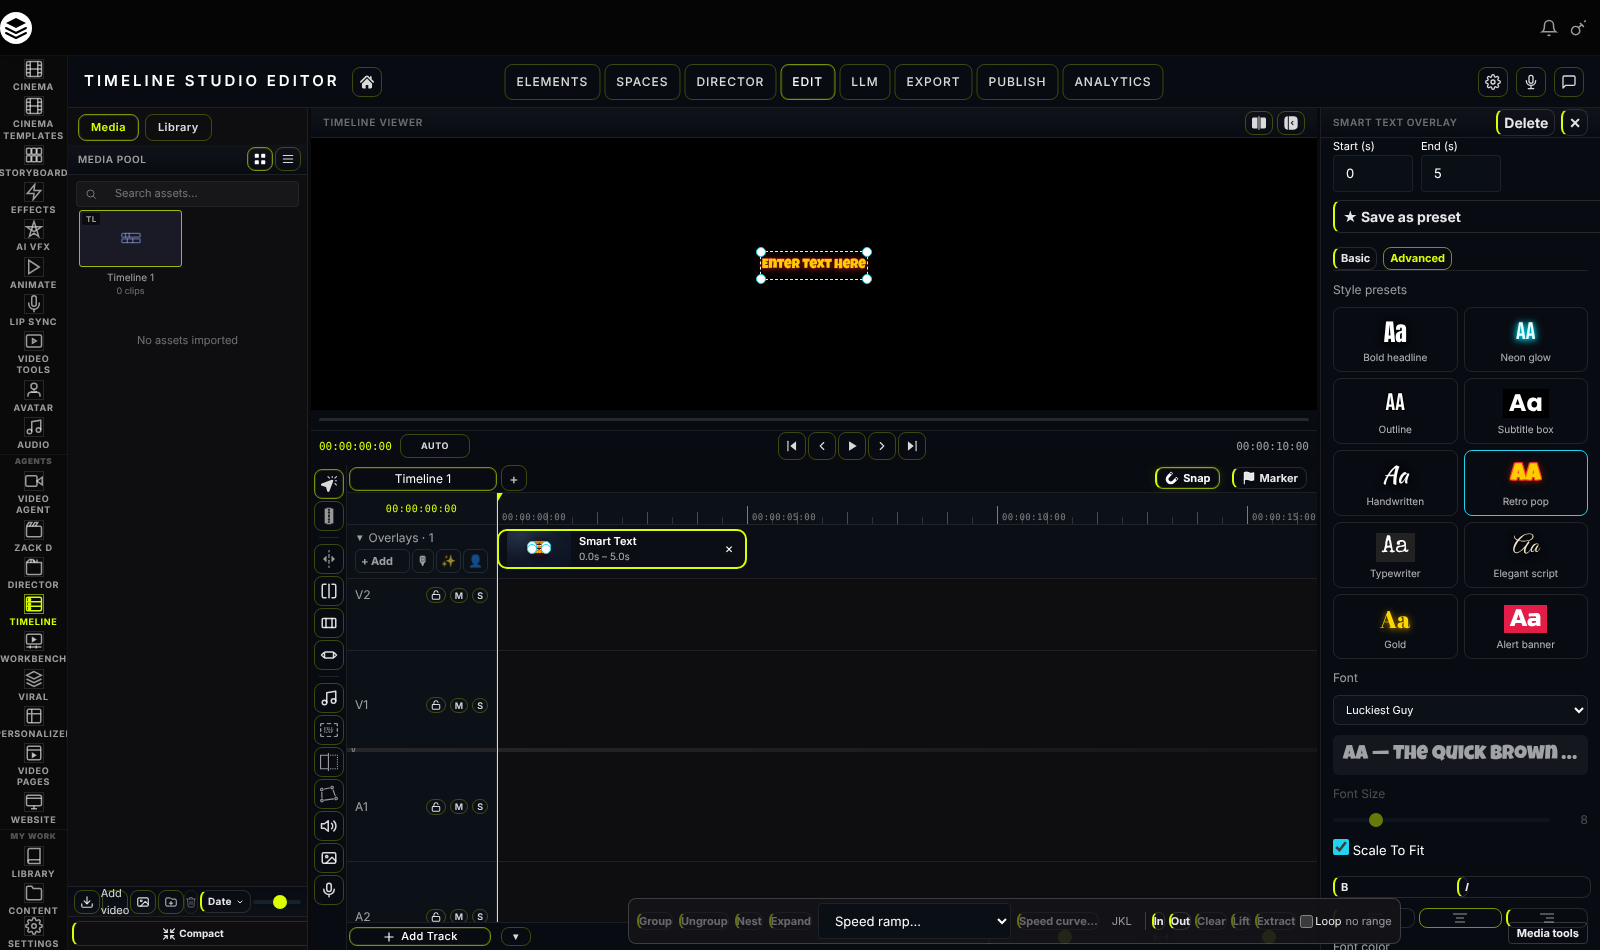 TIMELINE STUDIO EDITOR
ELEMENTS
SPACES
DIRECTOR
EDIT
LLM
EXPORT
PUBLISH
ANALYTICS
CINEMA
CINEMA
TEMPLATES
STORYBOARD
EFFECTS
AI VFX
ANIMATE
LIP SYNC
VIDEO
TOOLS
AVATAR
AUDIO
AGENTS
VIDEO
AGENT
ZACK D
DIRECTOR
TIMELINE
WORKBENCH
VIRAL
PERSONALIZE
VIDEO
PAGES
WEBSITE
MY WORK
LIBRARY
CONTENT
SETTINGS
Media
Library
MEDIA POOL
Search assets...
TL
Timeline 1
0 clips
No assets imported
Add
video
Date
Compact
TIMELINE VIEWER
ENTER TEXT HERE
00:00:00:00
AUTO
00:00:10:00
Timeline 1
+
Snap
Marker
00:00:00:00
00:00:00:00
00:00:05:00
00:00:10:00
00:00:15:00
Overlays · 1
+ Add
Smart Text
0.0s – 5.0s
×
V2
M
S
V1
M
S
v
A1
M
S
A2
M
S
+ Add Track
Group
Ungroup
Nest
Expand
Speed ramp...
Speed curve...
JKL
In
Out
Clear
Lift
Extract
Loop
no range
SMART TEXT OVERLAY
Delete
×
Start (s)
End (s)
0
5
★ Save as preset
Basic
Advanced
Style presets
Aa
Bold headline
AA
Neon glow
AA
Outline
Aa
Subtitle box
Aa
Handwritten
AA
Retro pop
Aa
Typewriter
Aa
Elegant script
Aa
Gold
Aa
Alert banner
Font
Luckiest Guy
AA — THE QUICK BROWN ...
Font Size
8
Scale To Fit
B
I
Font color
Media tools